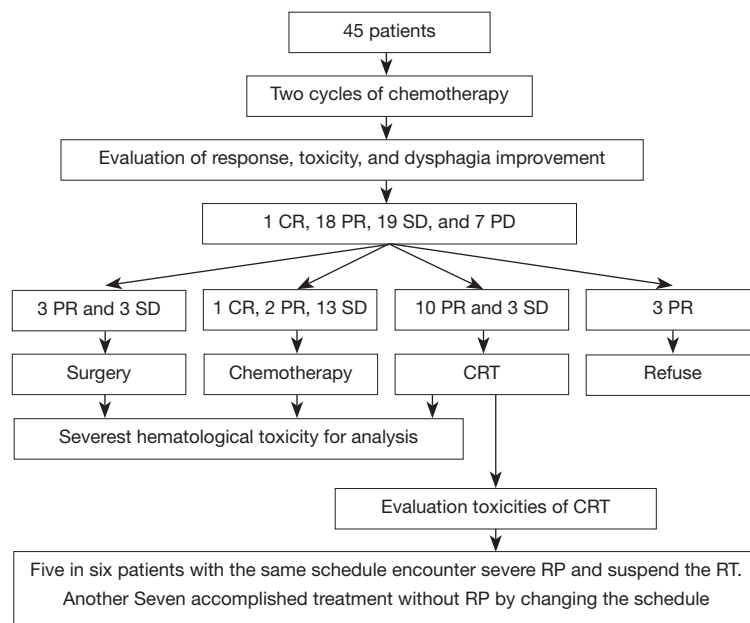 45 patients
Two cycles of chemotherapy
Evaluation of response, toxicity, and dysphagia improvement
1 CR, 18 PR, 19 SD, and 7 PD
3 PR and 3 SD
1 CR, 2 PR, 13 SD
10 PR and 3 SD
3 PR
Surgery
Chemotherapy
CRT
Refuse
Severest hematological toxicity for analysis
Evaluation toxicities of CRT
Five in six patients with the same schedule encounter severe RP and suspend the RT.
Another Seven accomplished treatment without RP by changing the schedule